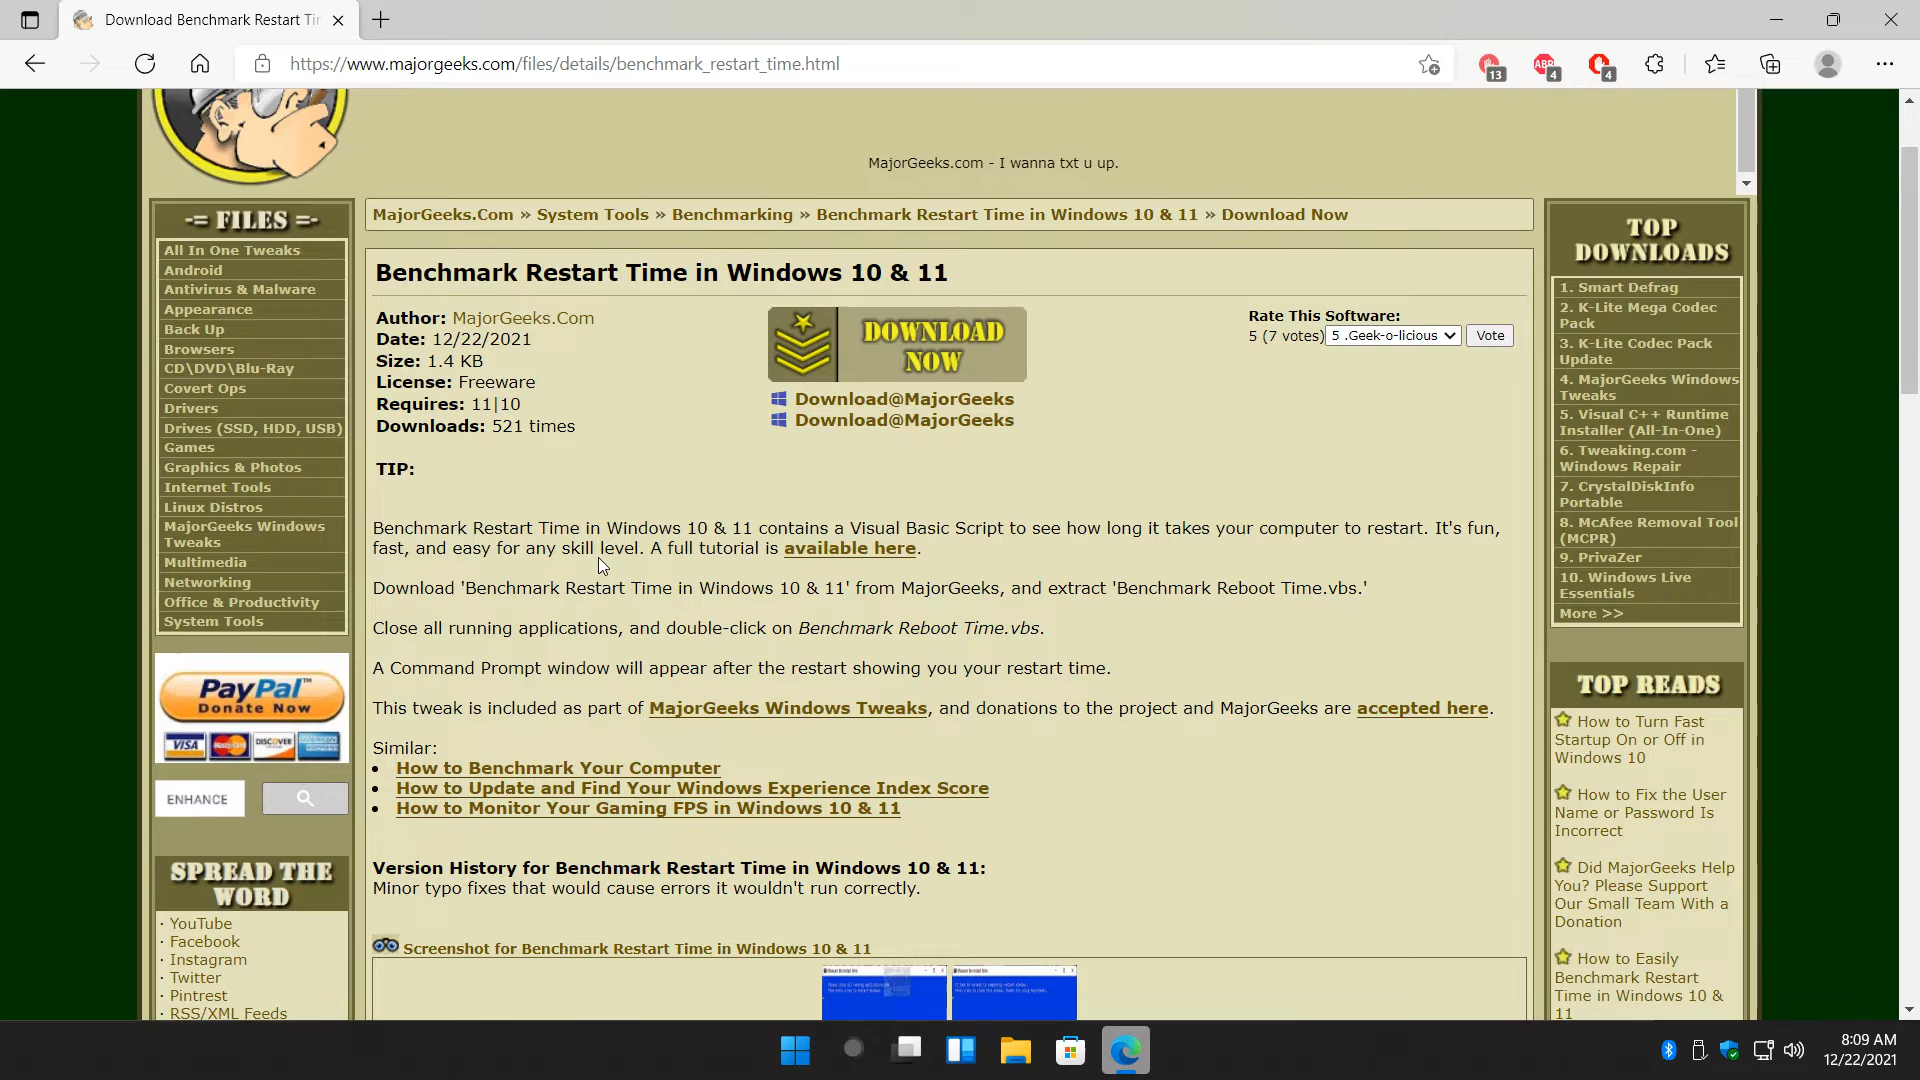 Download Benchmark Restart Ti
https://www.majorgeeks.com/files/details/benchmark_restart_time.html
13
ABP
4
4
MajorGeeks.com - I wanna txt u up.
-= FILES =-
All In One Tweaks
Android
Antivirus & Malware
Appearance
Back Up
Browsers
CD\DVD\Blu-Ray
Covert Ops
Drivers
Drives (SSD, HDD, USB)
Games
Graphics & Photos
Internet Tools
Linux Distros
MajorGeeks Windows
Tweaks
Multimedia
Networking
Office & Productivity
System Tools
PayPal™
Donate Now
VISA
MasterCard
DISCOVER
AMERICAN EXPRESS
ENHANCE
SPREAD THE
WORD
· YouTube
· Facebook
· Instagram
· Twitter
· Pintrest
· RSS/XML Feeds
MajorGeeks.Com » System Tools » Benchmarking » Benchmark Restart Time in Windows 10 & 11 » Download Now
Benchmark Restart Time in Windows 10 & 11
Author: MajorGeeks.Com
Date: 12/22/2021
Size: 1.4 KB
License: Freeware
Requires: 11|10
Downloads: 521 times
DOWNLOAD
NOW
Download@MajorGeeks
Download@MajorGeeks
Rate This Software:
5 (7 votes) 5 .Geek-o-licious Vote
TIP:
Benchmark Restart Time in Windows 10 & 11 contains a Visual Basic Script to see how long it takes your computer to restart. It's fun,
fast, and easy for any skill level. A full tutorial is available here.
Download 'Benchmark Restart Time in Windows 10 & 11' from MajorGeeks, and extract 'Benchmark Reboot Time.vbs.'
Close all running applications, and double-click on Benchmark Reboot Time.vbs.
A Command Prompt window will appear after the restart showing you your restart time.
This tweak is included as part of MajorGeeks Windows Tweaks, and donations to the project and MajorGeeks are accepted here.
Similar:
• How to Benchmark Your Computer
• How to Update and Find Your Windows Experience Index Score
• How to Monitor Your Gaming FPS in Windows 10 & 11
Version History for Benchmark Restart Time in Windows 10 & 11:
Minor typo fixes that would cause errors it wouldn't run correctly.
Screenshot for Benchmark Restart Time in Windows 10 & 11
TOP
DOWNLOADS
1. Smart Defrag
2. K-Lite Mega Codec
Pack
3. K-Lite Codec Pack
Update
4. MajorGeeks Windows
Tweaks
5. Visual C++ Runtime
Installer (All-In-One)
6. Tweaking.com -
Windows Repair
7. CrystalDiskInfo
Portable
8. McAfee Removal Tool
(MCPR)
9. PrivaZer
10. Windows Live
Essentials
More >>
TOP READS
How to Turn Fast
Startup On or Off in
Windows 10
How to Fix the User
Name or Password Is
Incorrect
Did MajorGeeks Help
You? Please Support
Our Small Team With a
Donation
How to Easily
Benchmark Restart
Time in Windows 10 &
11
8:09 AM
12/22/2021